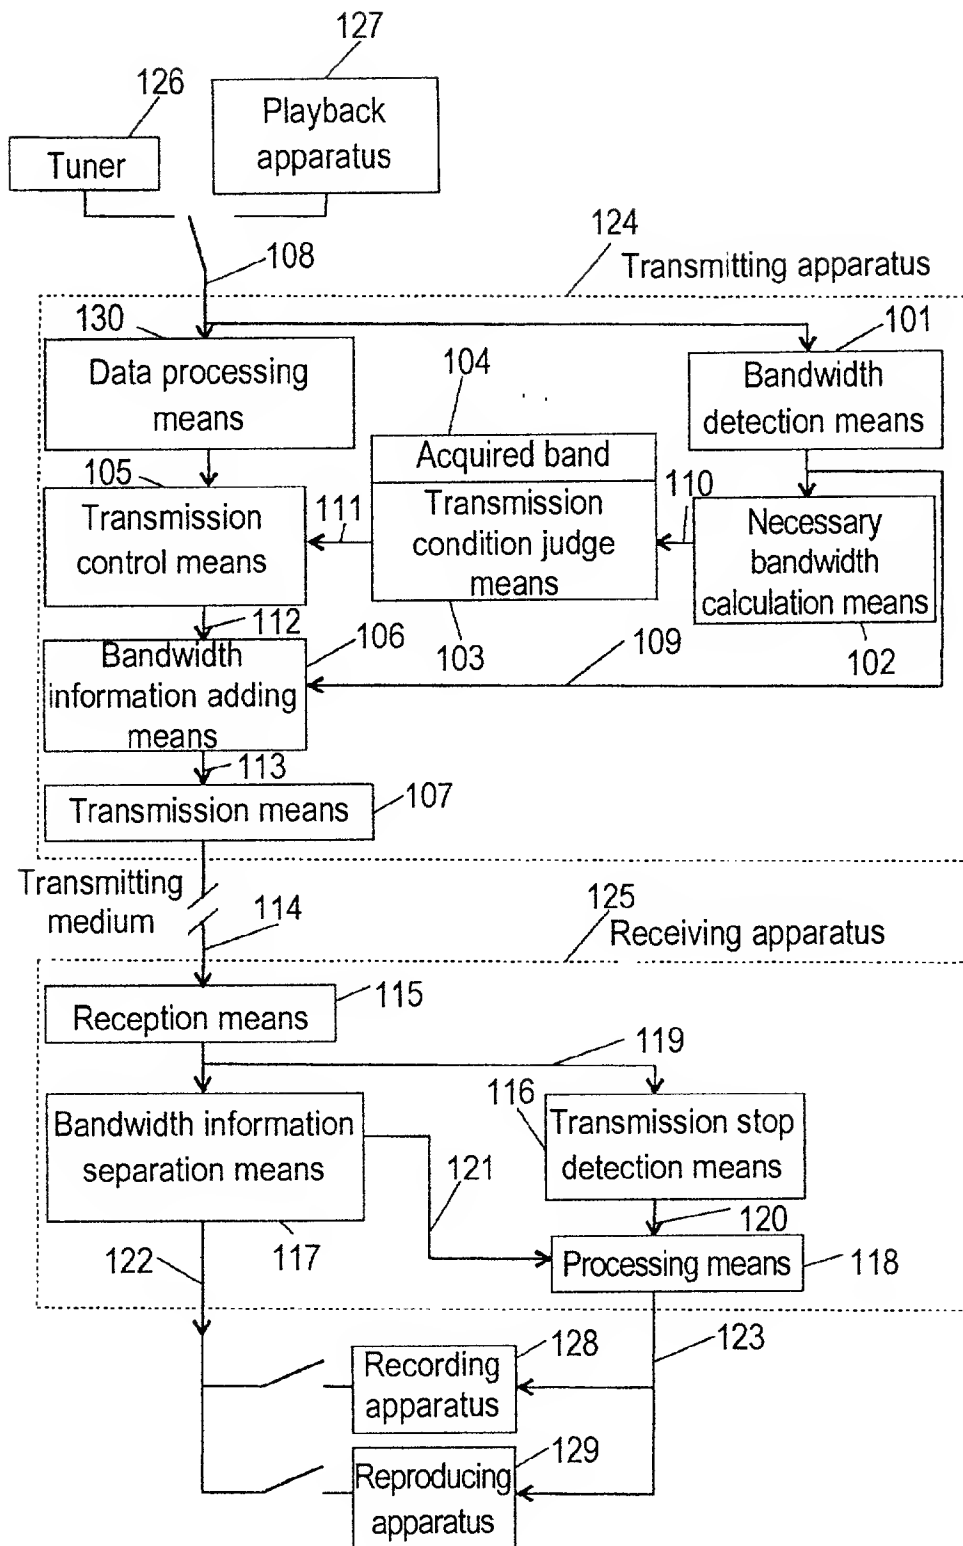 127
126
Playback
apparatus
Tuner
108
124
Transmitting apparatus
130
101
Data processing
means
104
Bandwidth
detection means
105
Acquired band
Transmission
control means
111
Transmission
condition judge
means
110
Necessary
bandwidth
calculation means
112
106
103
109
102
Bandwidth
information adding
means
113
Transmission means
107
Transmitting
medium
114
125
Receiving apparatus
115
Reception means
119
116
Bandwidth information
separation means
Transmission stop
detection means
121
120
122
117
Processing means
118
123
128
Recording
apparatus
129
Reproducing
apparatus